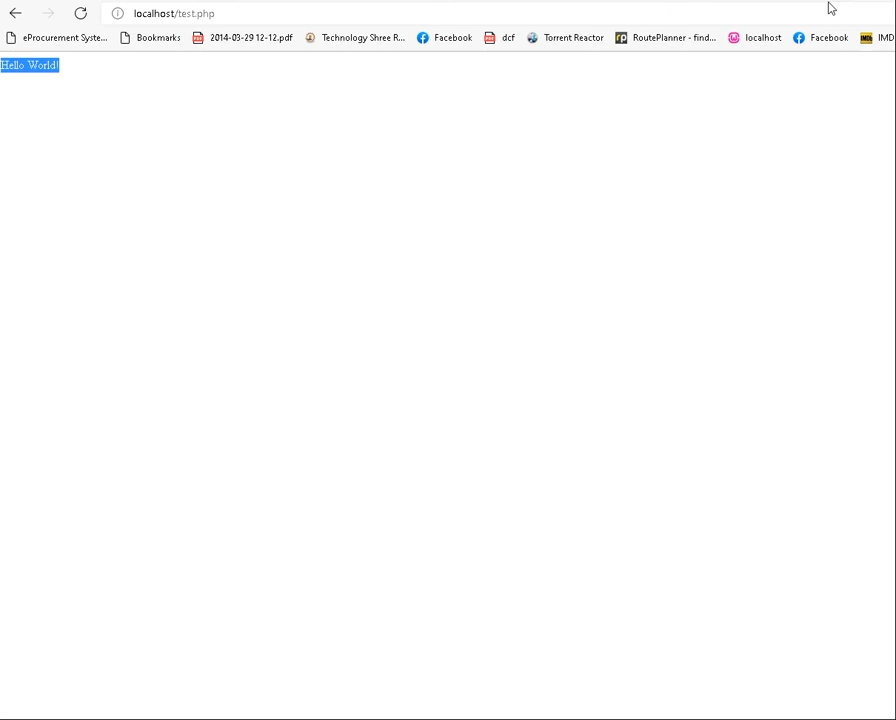 localhost/test.php
eProcurement Syste... Bookmarks 2014-03-29 12-12.pdf Technology Shree R... Facebook dcf Torrent Reactor RoutePlanner - find... localhost Facebook IMD
Hello World!